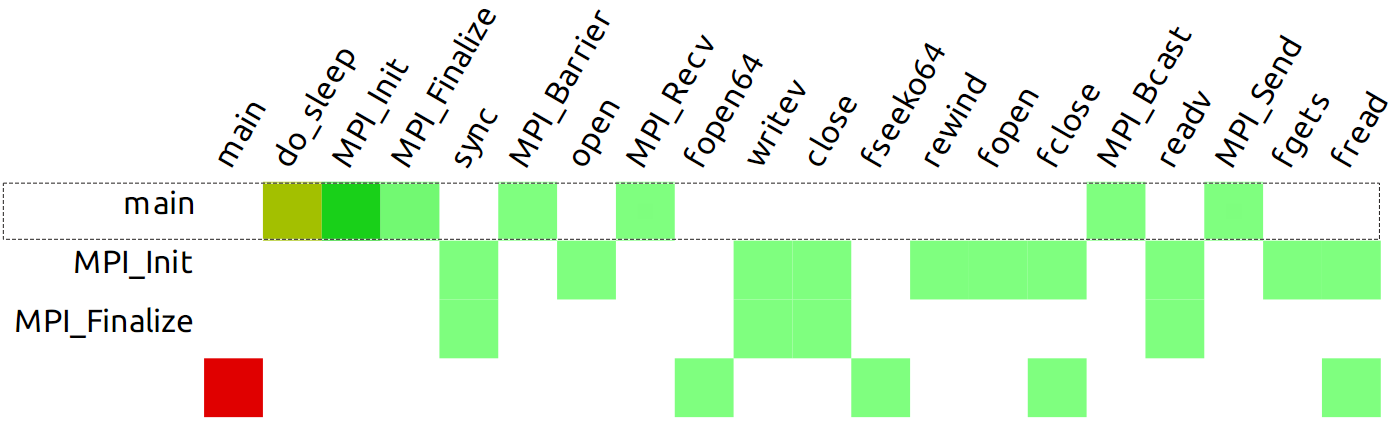 main
do_sleep
MPI_Init
MPI_Finalize
sync
MPI_Barrier
open
MPI_Recv
fopen64
writev
close
fseeko64
rewind
fopen
fclose
MPI_Bcast
readv
MPI_Send
fgets
fread
main
MPI_Init
MPI_Finalize